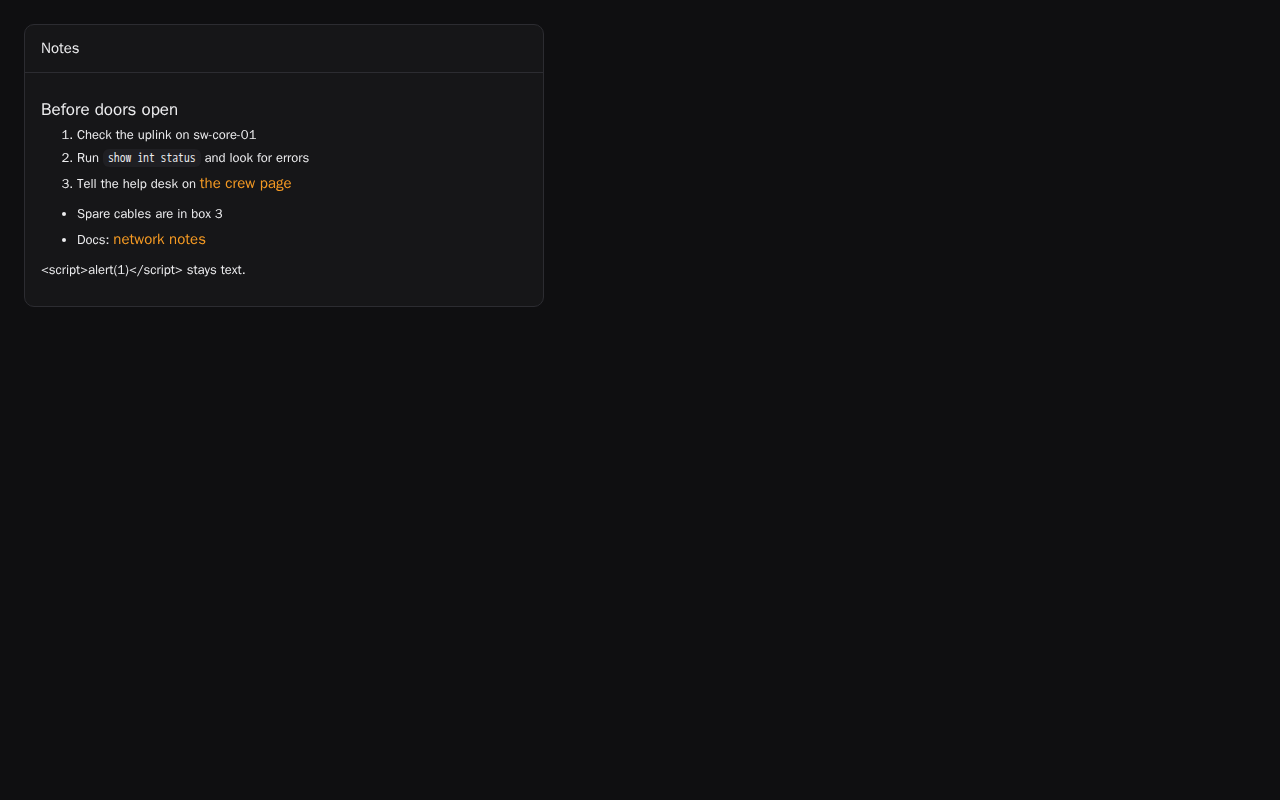 Notes
Before doors open
1. Check the uplink on sw-core-01
2. Run show int status and look for errors
3. Tell the help desk on the crew page
• Spare cables are in box 3
▪ Docs: network notes
<script>alert(1)</script> stays text.